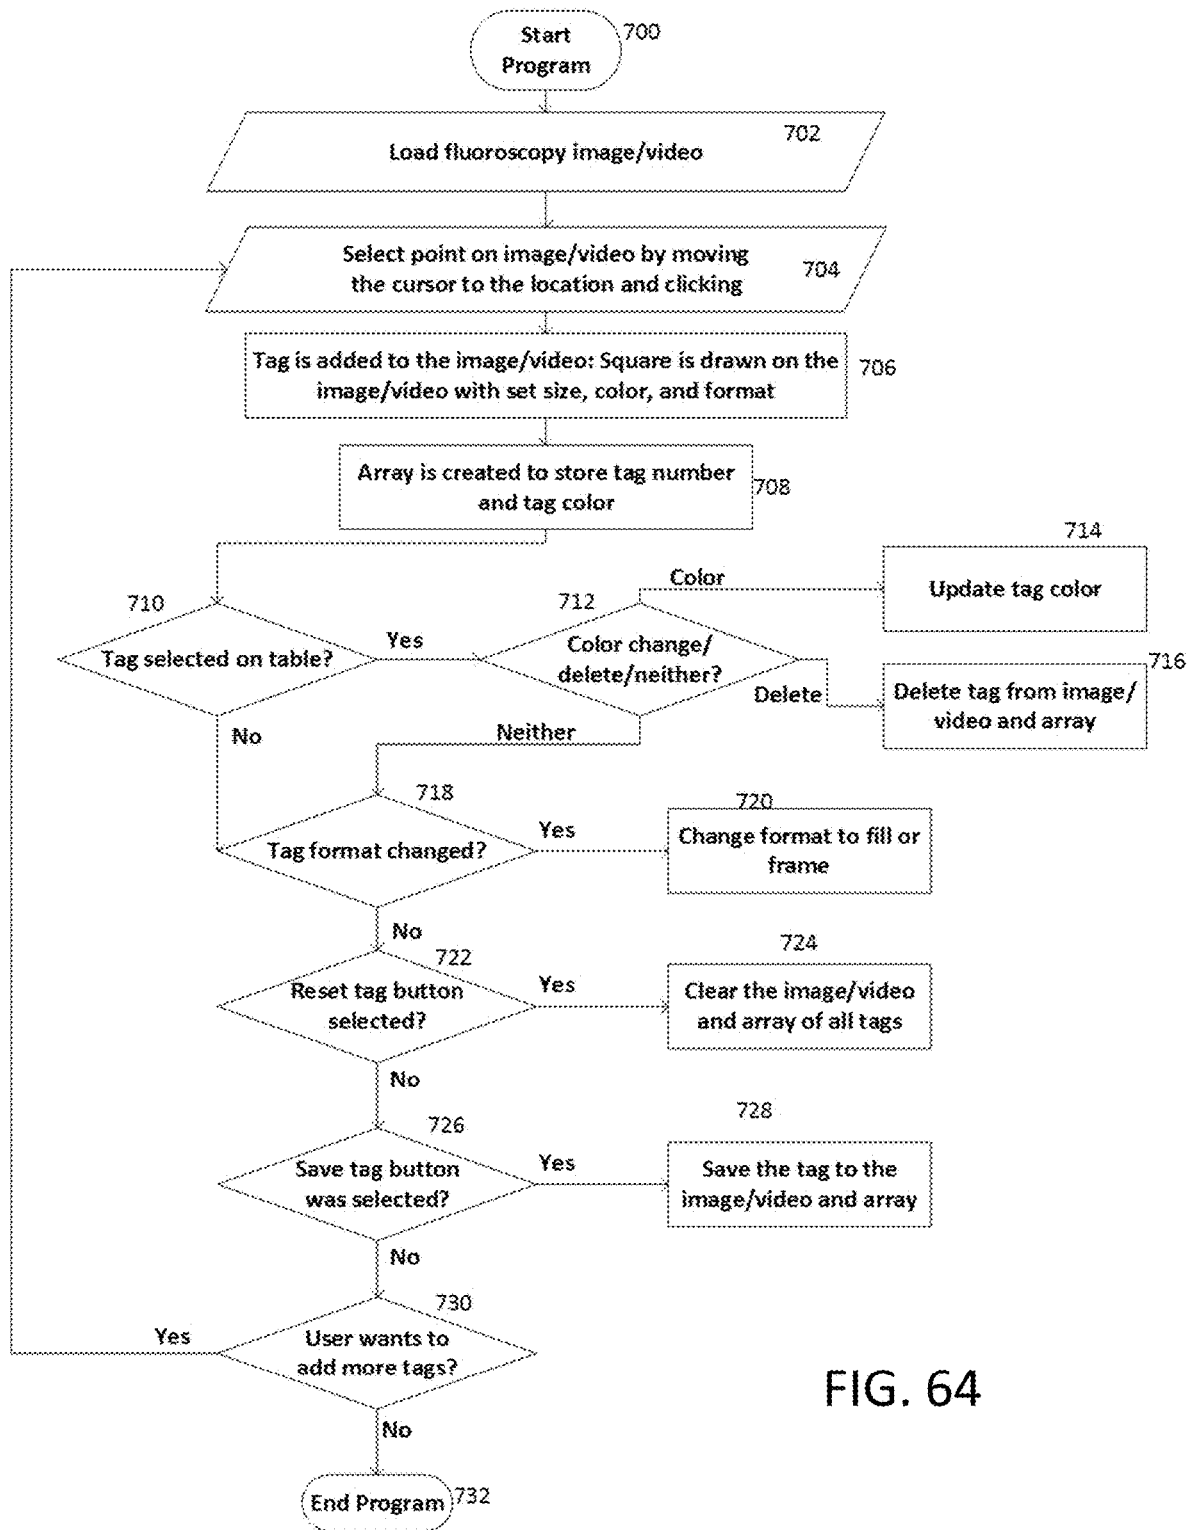 Start
Program
700
702
Load fluoroscopy image/video
Select point on image/video by moving
the cursor to the location and clicking
704
Tag is added to the image/video: Square is drawn on the
image/video with set size, color, and format
706
Array is created to store tag number
and tag color
708
714
Color
Update tag color
710
712
Tag selected on table?
Yes
Color change/
delete/neither?
716
Delete
Delete tag from image/
video and array
No
Neither
718
720
Tag format changed?
Yes
Change format to fill or
frame
No
722
724
Reset tag button
selected?
Yes
Clear the image/video
and array of all tags
No
726
728
Save tag button
was selected?
Yes
Save the tag to the
image/video and array
No
730
Yes
User wants to
add more tags?
FIG. 64
No
End Program
732